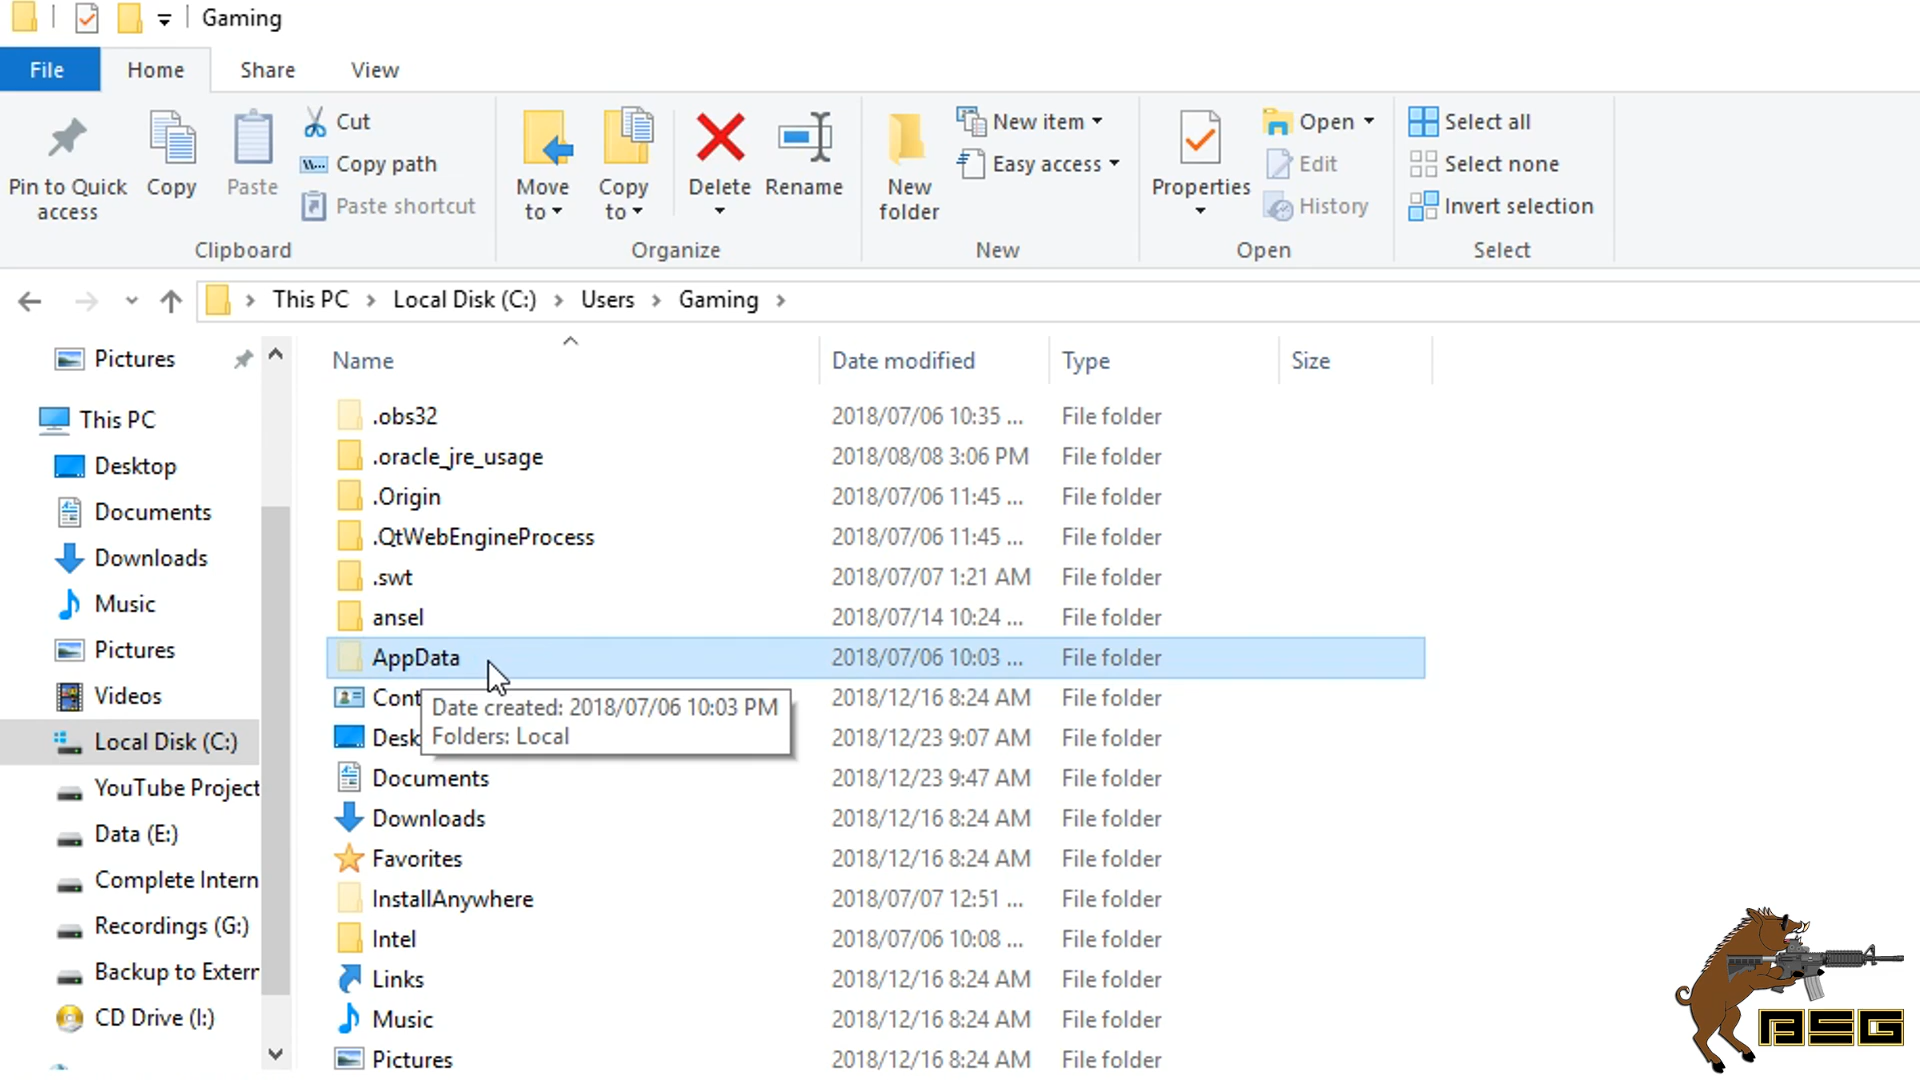 Gaming
File
Home
Share
View
Pin to Quick
access
Copy
Paste
Cut
Copy path
Paste shortcut
Clipboard
Move
to
Copy
to
Delete
Rename
Organize
New
folder
New item
Easy access
New
Properties
Open
Edit
History
Open
Select all
Select none
Invert selection
Select
This PC
Local Disk (C:)
Users
Gaming
Pictures
This PC
Desktop
Documents
Downloads
Music
Pictures
Videos
Local Disk (C:)
YouTube Project
Data (E:)
Complete Intern
Recordings (G:)
Backup to Extern
CD Drive (I:)
Name Date modified Type Size
.obs32 2018/07/06 10:35 ... File folder
.oracle_jre_usage 2018/08/08 3:06 PM File folder
.Origin 2018/07/06 11:45 ... File folder
.QtWebEngineProcess 2018/07/06 11:45 ... File folder
.swt 2018/07/07 1:21 AM File folder
ansel 2018/07/14 10:24 ... File folder
AppData 2018/07/06 10:03 ... File folder
Cont 2018/12/16 8:24 AM File folder
Date created: 2018/07/06 10:03 PM
Folders: Local
Desk 2018/12/23 9:07 AM File folder
Documents 2018/12/23 9:47 AM File folder
Downloads 2018/12/16 8:24 AM File folder
Favorites 2018/12/16 8:24 AM File folder
InstallAnywhere 2018/07/07 12:51 ... File folder
Intel 2018/07/06 10:08 ... File folder
Links 2018/12/16 8:24 AM File folder
Music 2018/12/16 8:24 AM File folder
Pictures 2018/12/16 8:24 AM File folder
ASG